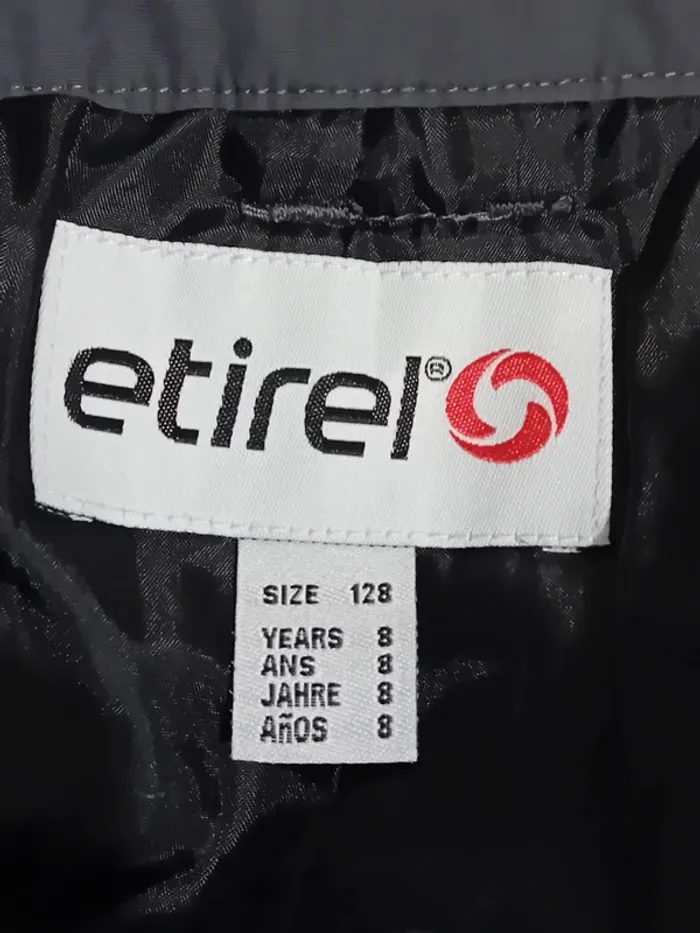 etirel®
SIZE 128
YEARS 8
ANS 8
JAHRE 8
AñOS 8